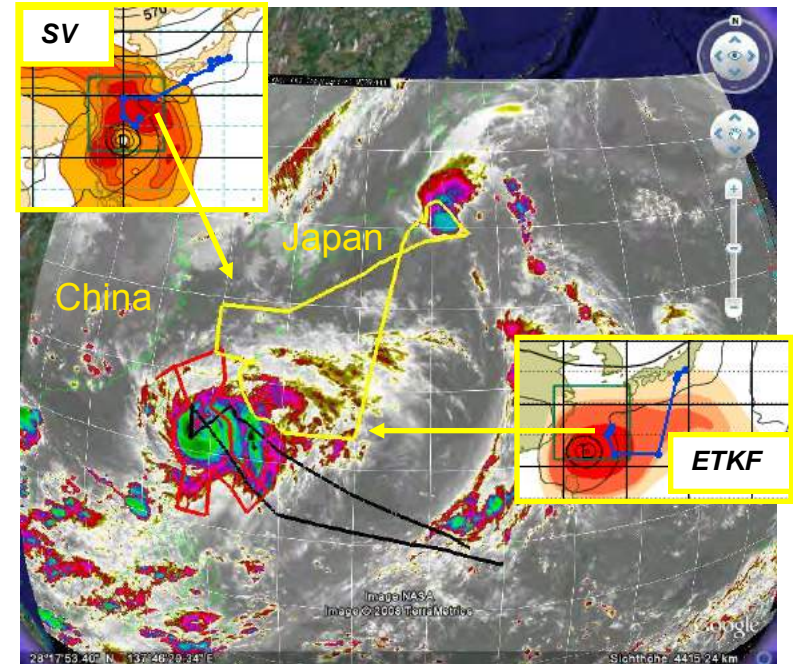 SV
570
N
Japan
China
ETKF
Image NASA
Image © 2008 TerraMetrics
Google
28°17'53.40" N 137°46'29.34" E
Sichthöhe 4415.24 km